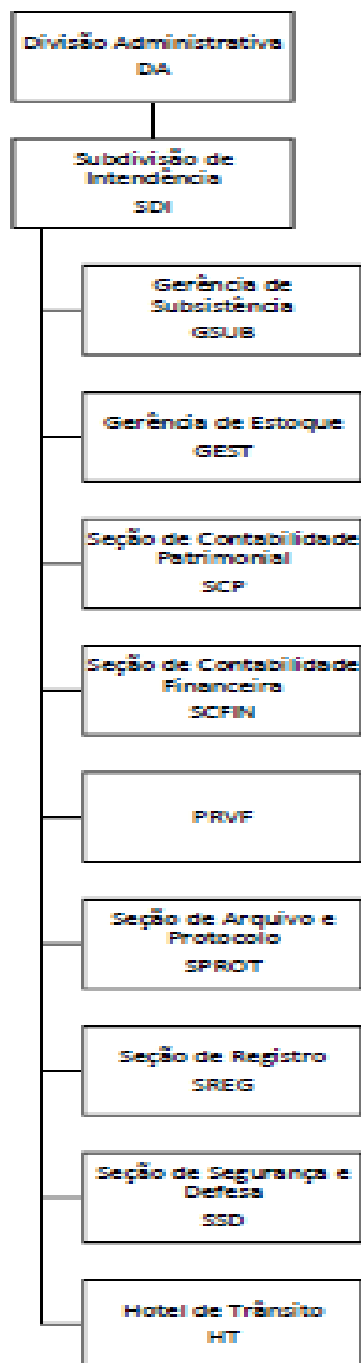 Divisão Administrativa
DA
Subdivisão de
Intendência
SDI
Gerência de
Subsistência
GSUB
Gerência de Estoque
GEST
Seção de Contabilidade
Patrimonial
SCP
Seção de Contabilidade
Financeira
SCFIN
PRVF
Seção de Arquivo e
Protocolo
SPROT
Seção de Registro
SREG
Seção de Segurança e
Defesa
SSD
Hotel de Trânsito
HT